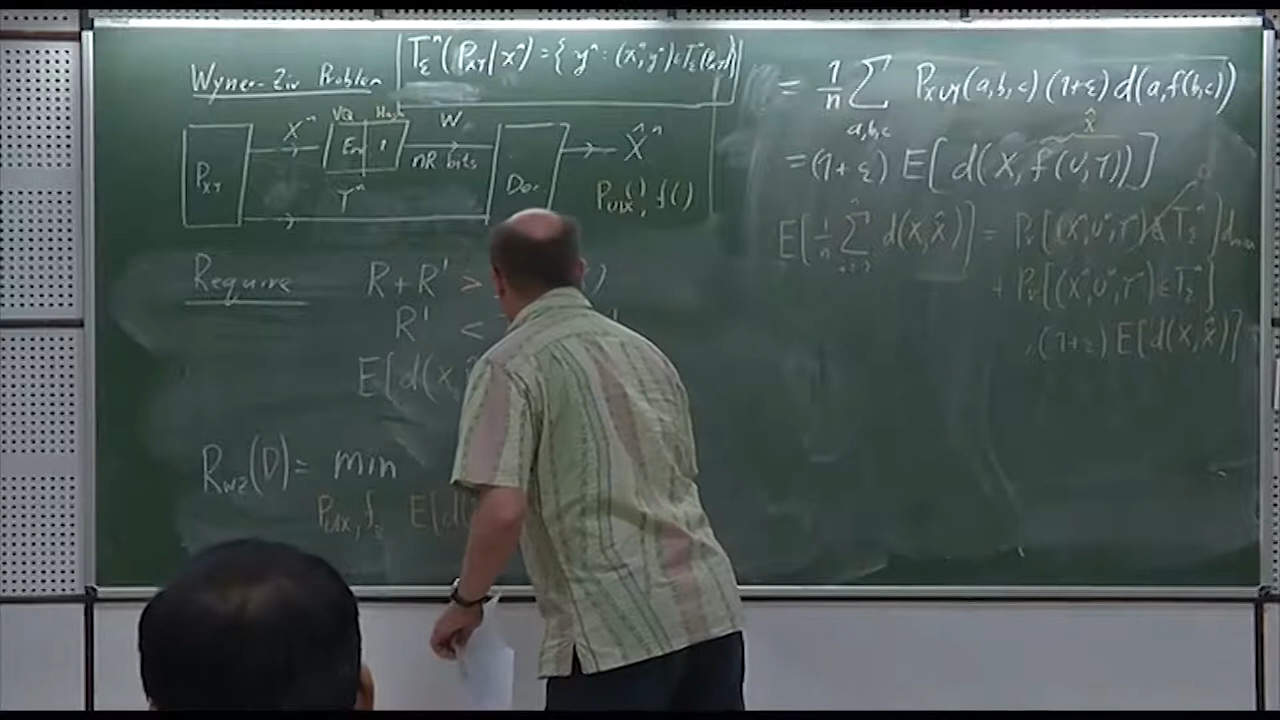 Wyner-Ziv Problem
T_ε^n(P_XY|x^n) = { y^n : (x^n, y^n) ∈ T_ε^n(P_XY) }
VQ Hash
P_XY
X^n
Enc
W
nR bits
Y^n
Dec
X̂^n
P_U|X(), f()
Require
R + R' > )
R' <
E[d(X,
R_WZ(D) = min
P_U|X, f: E[d(
= 1/n Σ P_XUY(a,b,c)(1+ε) d(a,f(b,c))
a,b,c
X̂
= (1+ε) E[d(X, f(U,Y))]
E[1/n Σ d(X,X̂)] = Pr[(X^n,U^n,Y^n) ∉ T_ε^n] d_max
+ Pr[(X^n,U^n,Y^n) ∈ T_ε^n]
. (1+ε) E[d(X,X̂)]